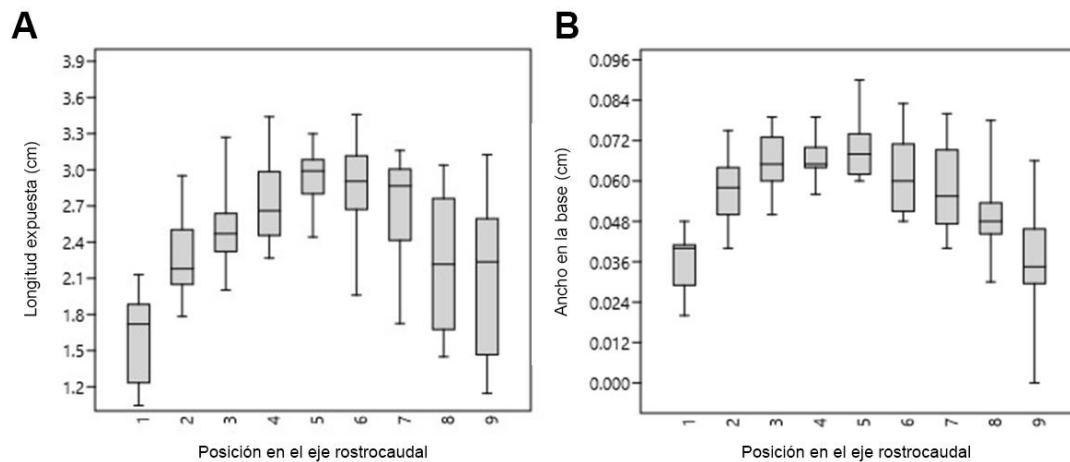 A
Longitud expuesta (cm)
3.9
3.6
3.3
3.0
2.7
2.4
2.1
1.8
1.5
1.2
1 2 3 4 5 6 7 8 9
Posición en el eje rostrocaudal
B
Ancho en la base (cm)
0.096
0.084
0.072
0.060
0.048
0.036
0.024
0.012
0.000
1 2 3 4 5 6 7 8 9
Posición en el eje rostrocaudal